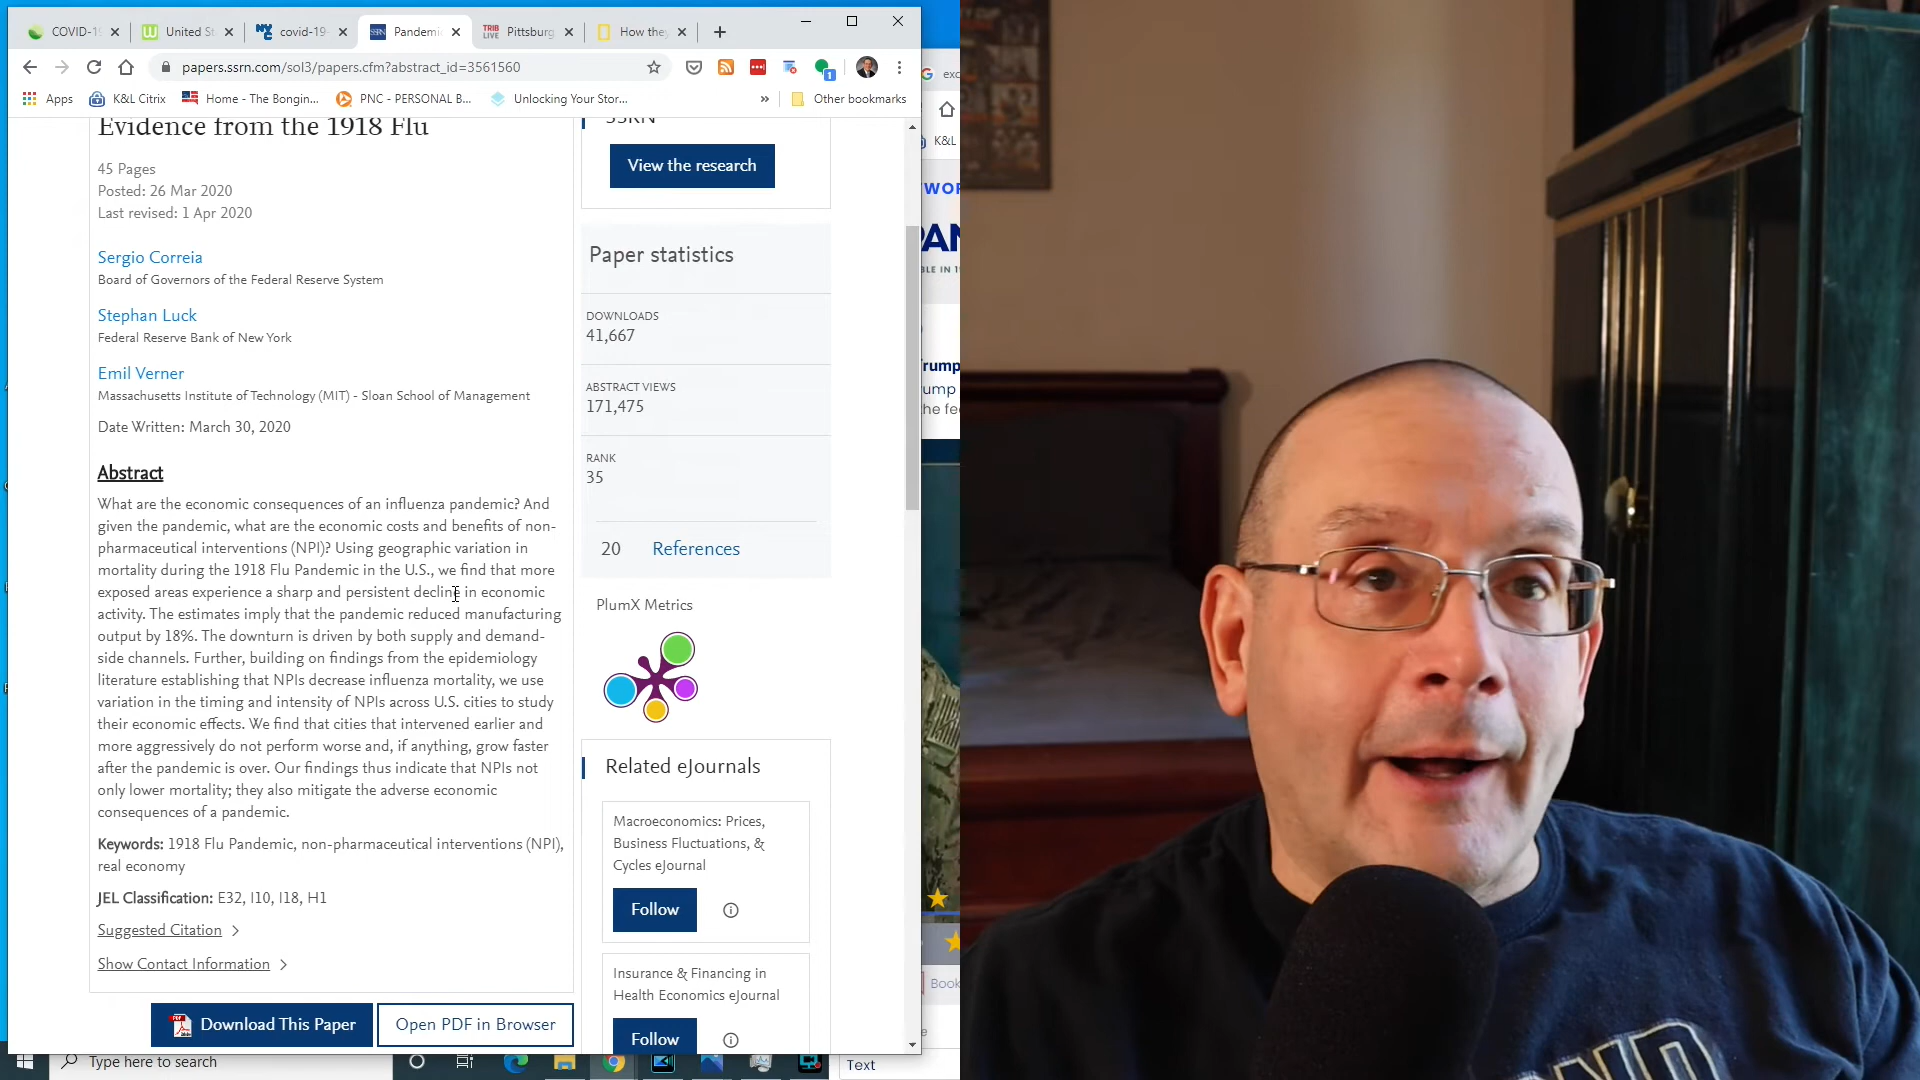 COVID-19
United St
covid-19-
Pandemic
TRIB LIVE
Pittsburg
How they
papers.ssrn.com/sol3/papers.cfm?abstract_id=3561560
Apps
K&L Citrix
Home - The Bongin...
PNC - PERSONAL B...
Unlocking Your Stor...
»
Other bookmarks
exc
K&L
Evidence from the 1918 Flu
45 Pages
Posted: 26 Mar 2020
Last revised: 1 Apr 2020
Sergio Correia
Board of Governors of the Federal Reserve System
Stephan Luck
Federal Reserve Bank of New York
Emil Verner
Massachusetts Institute of Technology (MIT) - Sloan School of Management
Date Written: March 30, 2020
Abstract
What are the economic consequences of an influenza pandemic? And
given the pandemic, what are the economic costs and benefits of non-
pharmaceutical interventions (NPI)? Using geographic variation in
mortality during the 1918 Flu Pandemic in the U.S., we find that more
exposed areas experience a sharp and persistent decline in economic
activity. The estimates imply that the pandemic reduced manufacturing
output by 18%. The downturn is driven by both supply and demand-
side channels. Further, building on findings from the epidemiology
literature establishing that NPIs decrease influenza mortality, we use
variation in the timing and intensity of NPIs across U.S. cities to study
their economic effects. We find that cities that intervened earlier and
more aggressively do not perform worse and, if anything, grow faster
after the pandemic is over. Our findings thus indicate that NPIs not
only lower mortality; they also mitigate the adverse economic
consequences of a pandemic.
Keywords: 1918 Flu Pandemic, non-pharmaceutical interventions (NPI),
real economy
JEL Classification: E32, I10, I18, H1
Suggested Citation
Show Contact Information
Download This Paper
Open PDF in Browser
SSRN
View the research
Paper statistics
DOWNLOADS
41,667
ABSTRACT VIEWS
171,475
RANK
35
20 References
PlumX Metrics
Related eJournals
Macroeconomics: Prices,
Business Fluctuations, &
Cycles eJournal
Follow
Insurance & Financing in
Health Economics eJournal
Follow
WOR
PAN
BLE IN 1
rump
ump
the fe
Book
Type here to search
Text